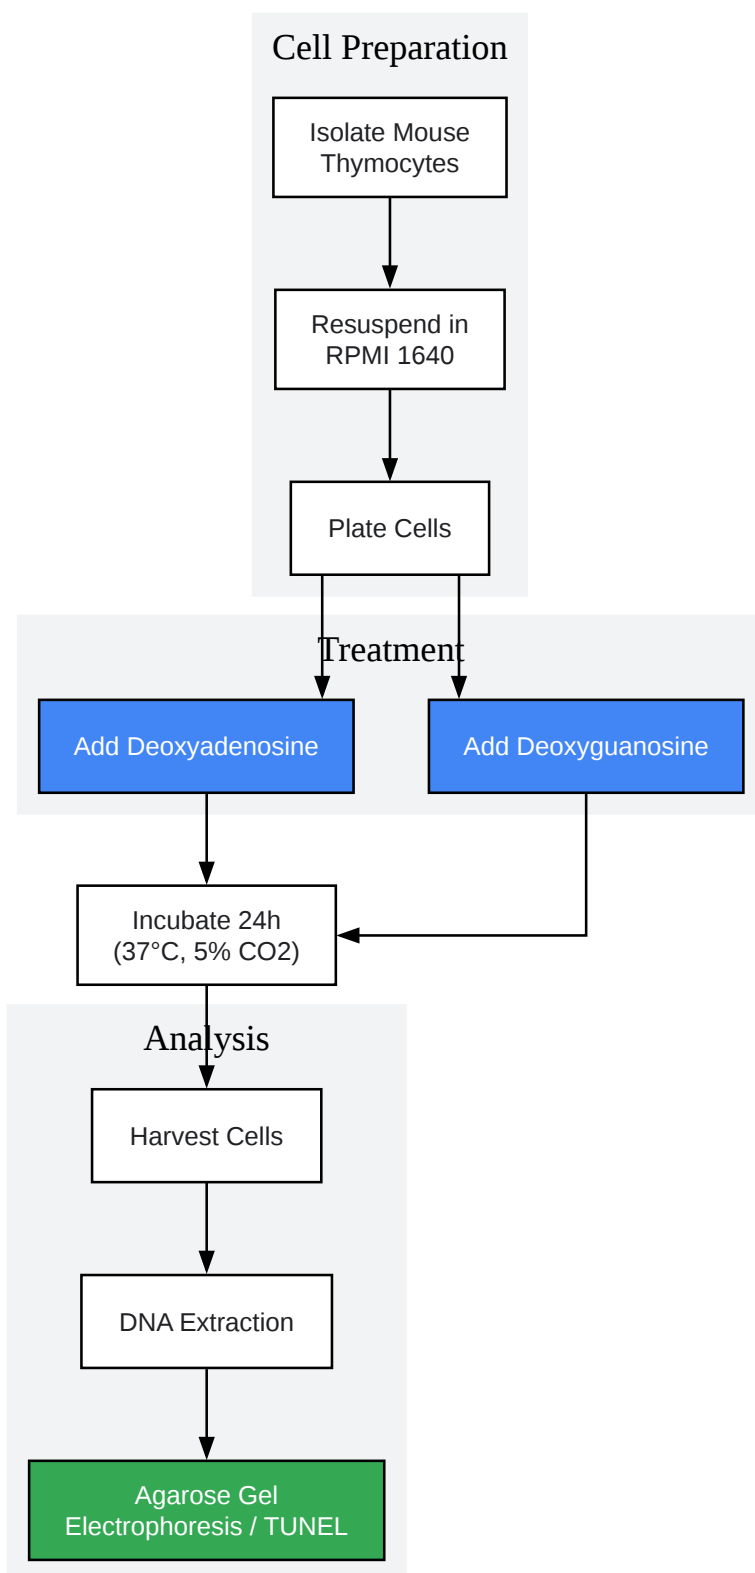 Cell Preparation
Isolate Mouse
Thymocytes
Resuspend in
RPMI 1640
Plate Cells
Treatment
Add Deoxyadenosine
Add Deoxyguanosine
Incubate 24h
(37°C, 5% CO2)
Analysis
Harvest Cells
DNA Extraction
Agarose Gel
Electrophoresis / TUNEL